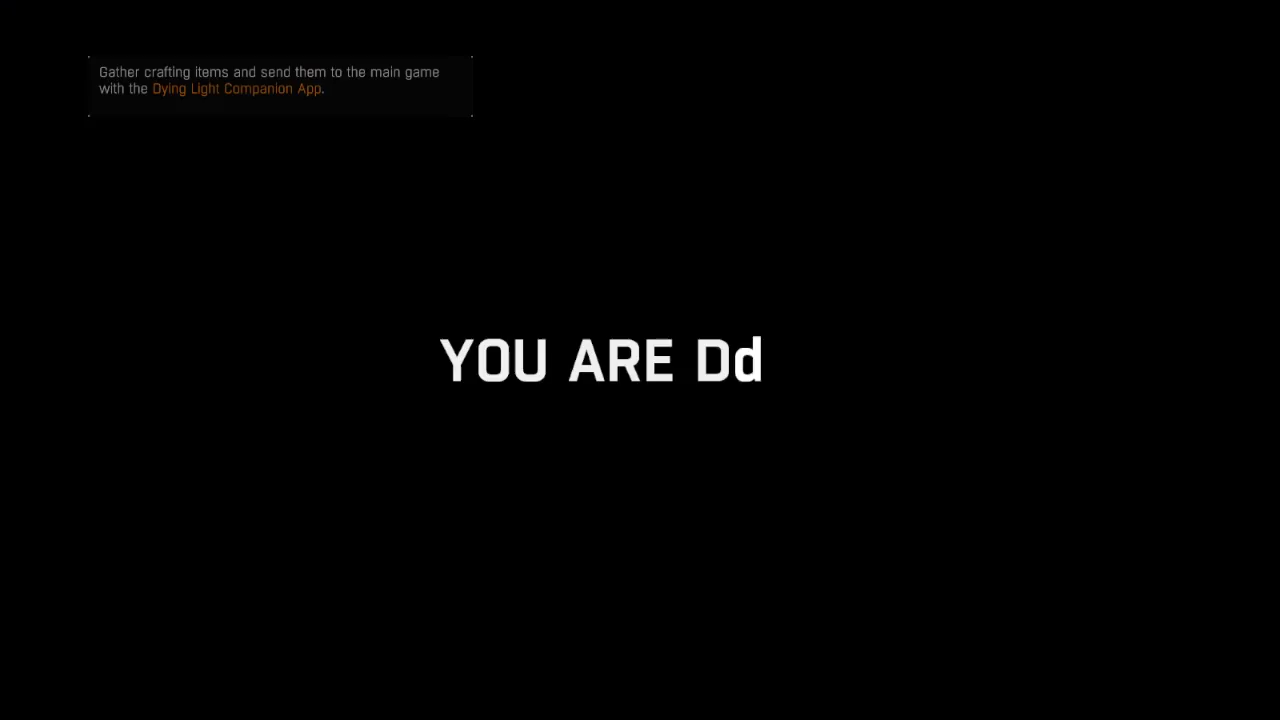 Gather crafting items and send them to the main game
with the Dying Light Companion App.
YOU ARE Dd